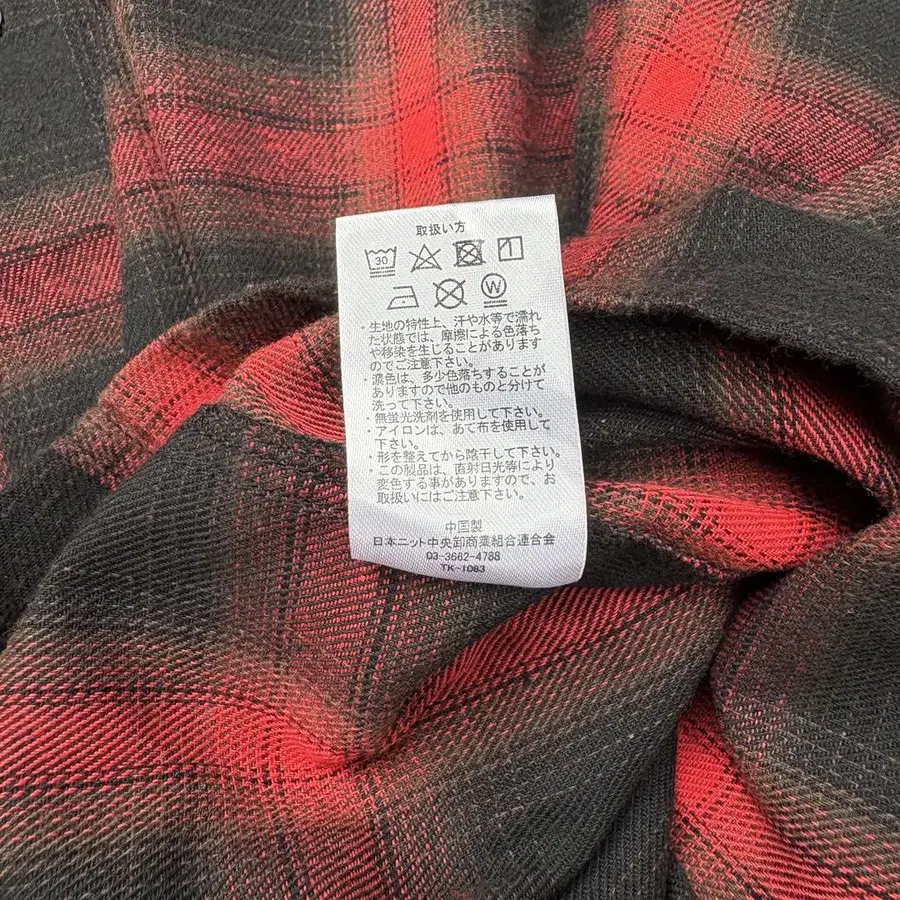 取扱い方
30
W
・生地の特性上、汗や水等で濡れ
た状態では、摩擦による色落ち
や移染を生じることがあります
のでご注意下さい。
・濃色は、多少色落ちすることが
ありますので他のものと分けて
洗って下さい。
・無蛍光洗剤を使用して下さい。
・アイロンは、あて布を使用して
下さい。
・形を整えてから陰干して下さい。
・この製品は、直射日光等により
変色する事がありますので、お
取扱いにはご注意下さい。
中国製
日本ニット中央卸商業組合連合会
03-3662-4788
TK-1083